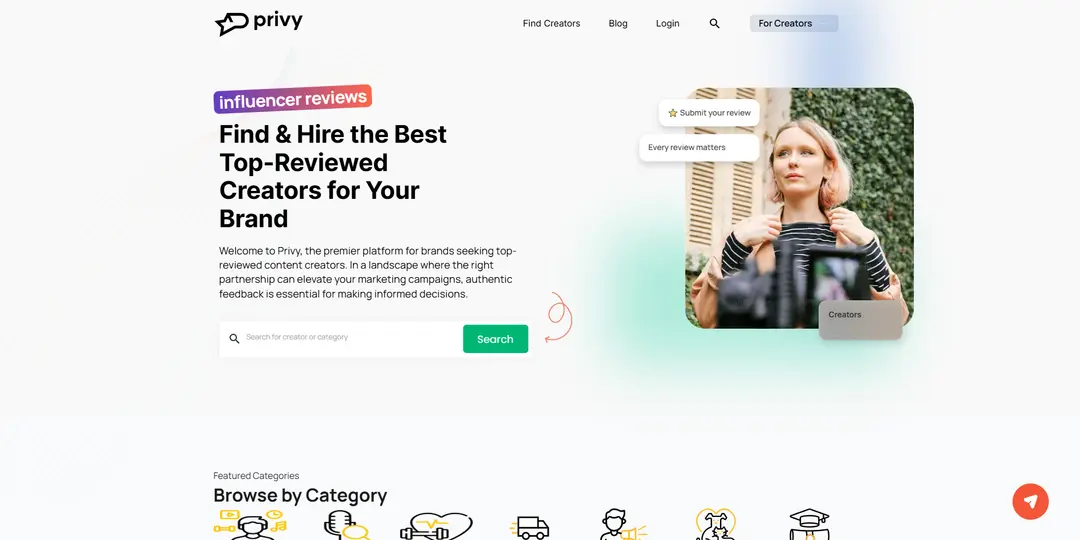 privy
Find Creators
Blog
Login
For Creators
influencer reviews
Find & Hire the Best
Top-Reviewed
Creators for Your
Brand
Welcome to Privy, the premier platform for brands seeking top-
reviewed content creators. In a landscape where the right
partnership can elevate your marketing campaigns, authentic
feedback is essential for making informed decisions.
Search for creator or category
Search
Submit your review
Every review matters
Creators
Featured Categories
Browse by Category